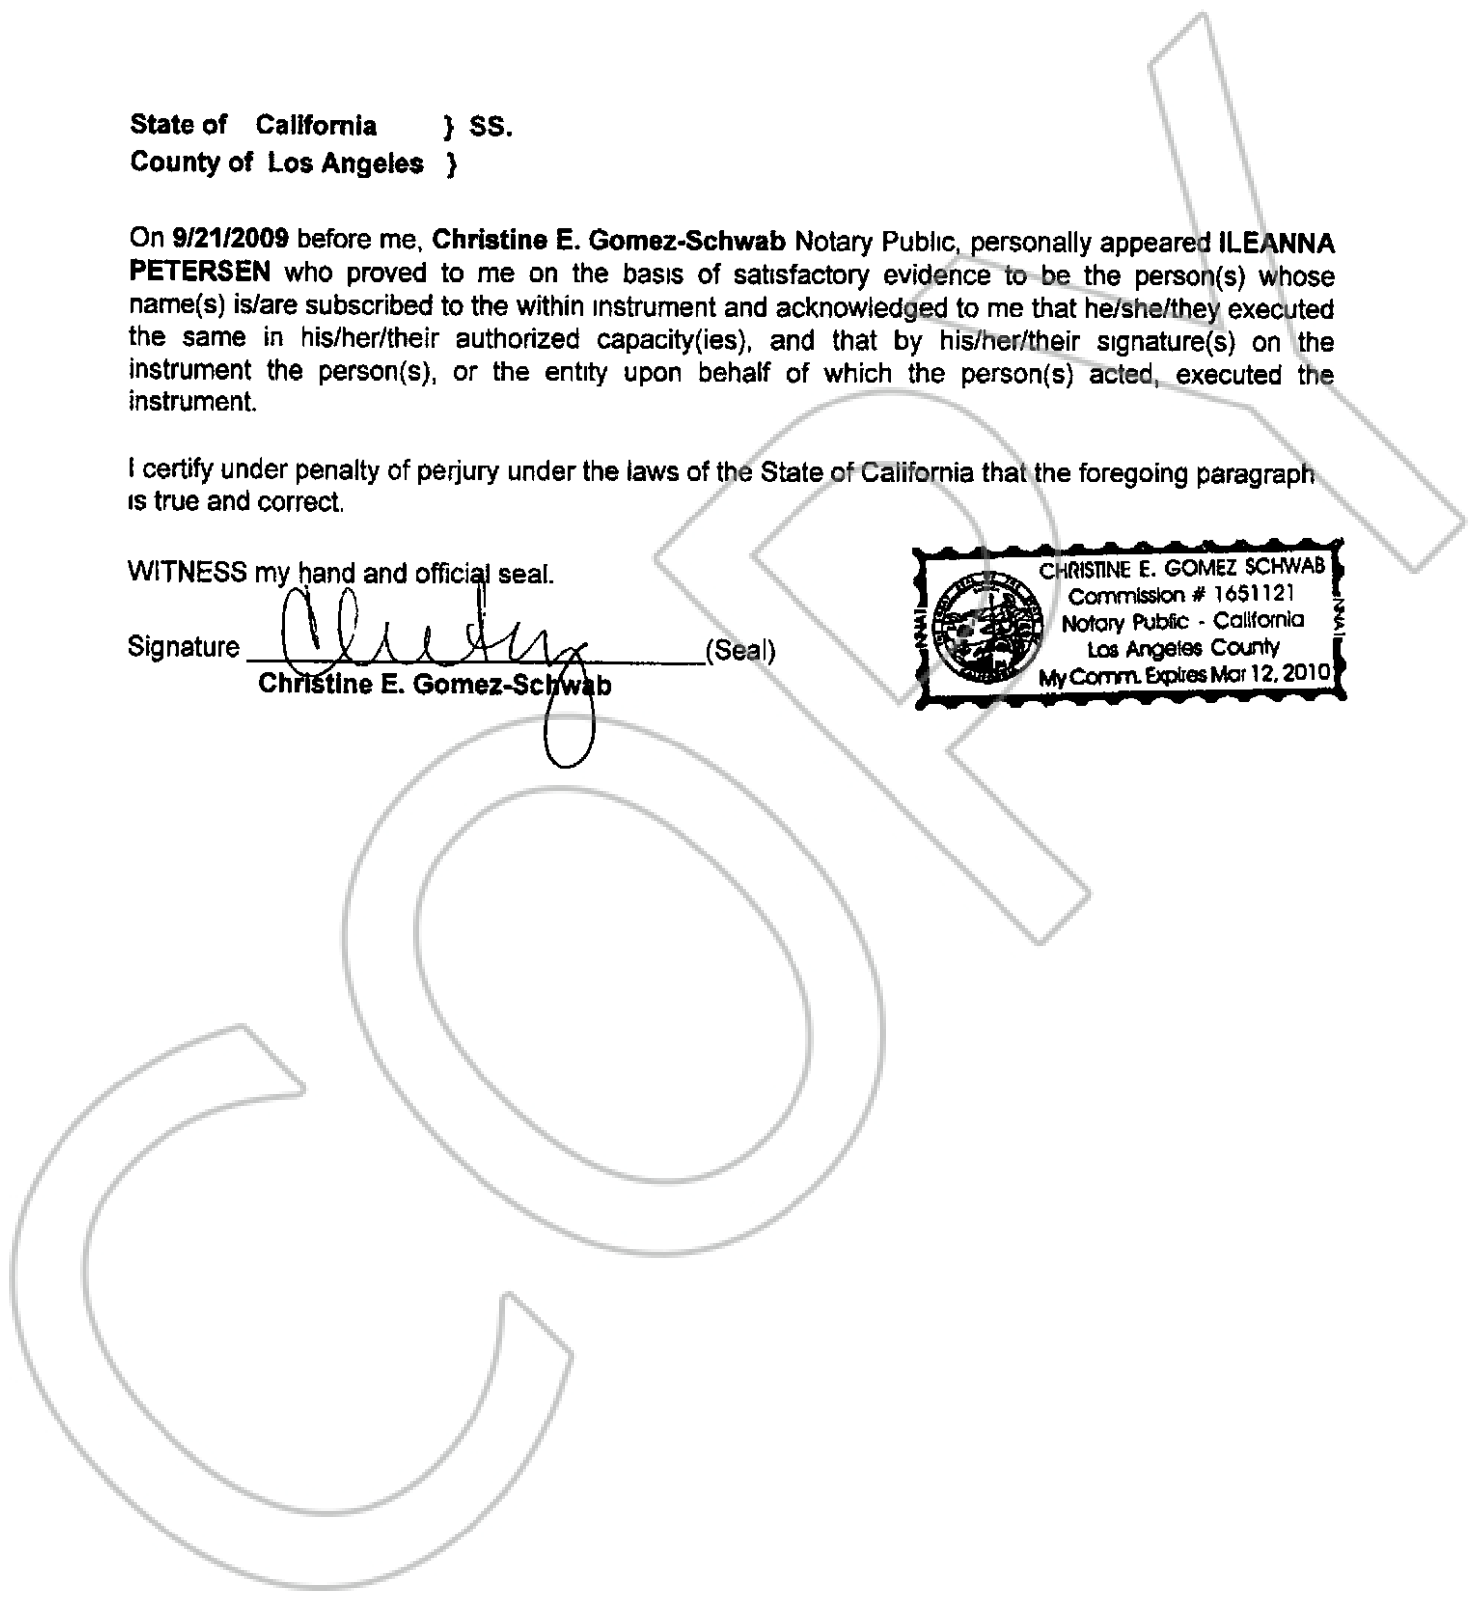 State of California } SS.
County of Los Angeles }
On 9/21/2009 before me, Christine E. Gomez-Schwab Notary Public, personally appeared ILEANNA
PETERSEN who proved to me on the basis of satisfactory evidence to be the person(s) whose
name(s) is/are subscribed to the within instrument and acknowledged to me that he/she/they executed
the same in his/her/their authorized capacity(ies), and that by his/her/their signature(s) on the
instrument the person(s), or the entity upon behalf of which the person(s) acted, executed the
instrument.
I certify under penalty of perjury under the laws of the State of California that the foregoing paragraph
is true and correct.
WITNESS my hand and official seal.
Signature (Seal)
Christine E. Gomez-Schwab
CHRISTINE E. GOMEZ SCHWAB
Commission # 1651121
Notary Public - California
Los Angeles County
My Comm. Expires Mar 12, 2010
COPY